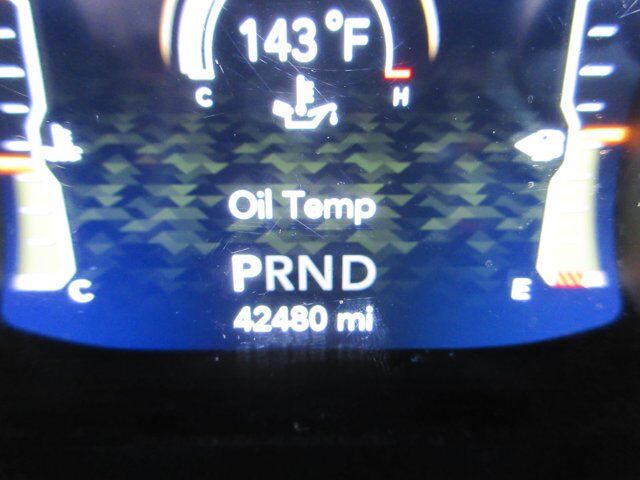 143°F
C H
Oil Temp
PRND
C E
42480 mi